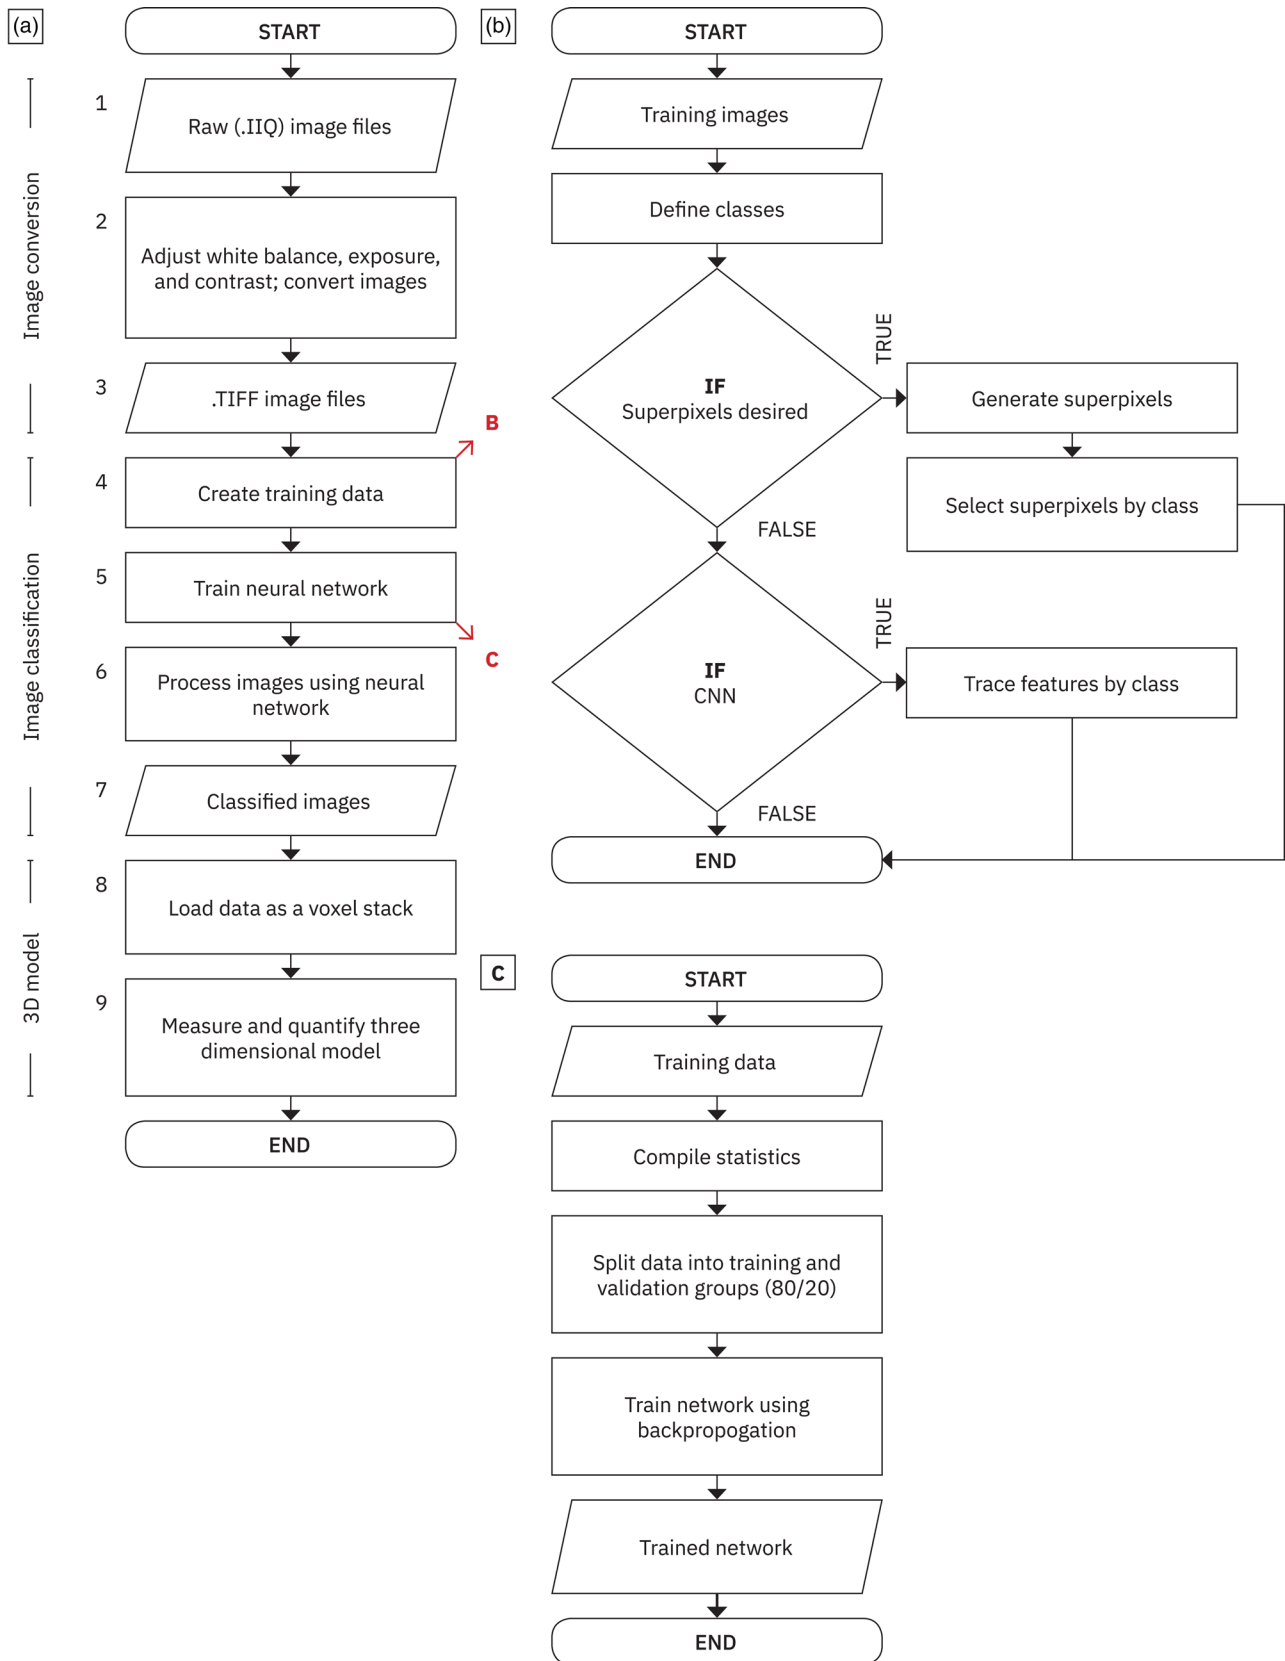 (a)
START
Image conversion
1
Raw (.IIQ) image files
2
Adjust white balance, exposure,
and contrast; convert images
3
.TIFF image files
B
Image classification
4
Create training data
5
Train neural network
C
6
Process images using neural
network
7
Classified images
3D model
8
Load data as a voxel stack
9
Measure and quantify three
dimensional model
END
(b)
START
Training images
Define classes
IF
Superpixels desired
TRUE
Generate superpixels
Select superpixels by class
FALSE
IF
CNN
TRUE
Trace features by class
FALSE
END
C
START
Training data
Compile statistics
Split data into training and
validation groups (80/20)
Train network using
backpropogation
Trained network
END